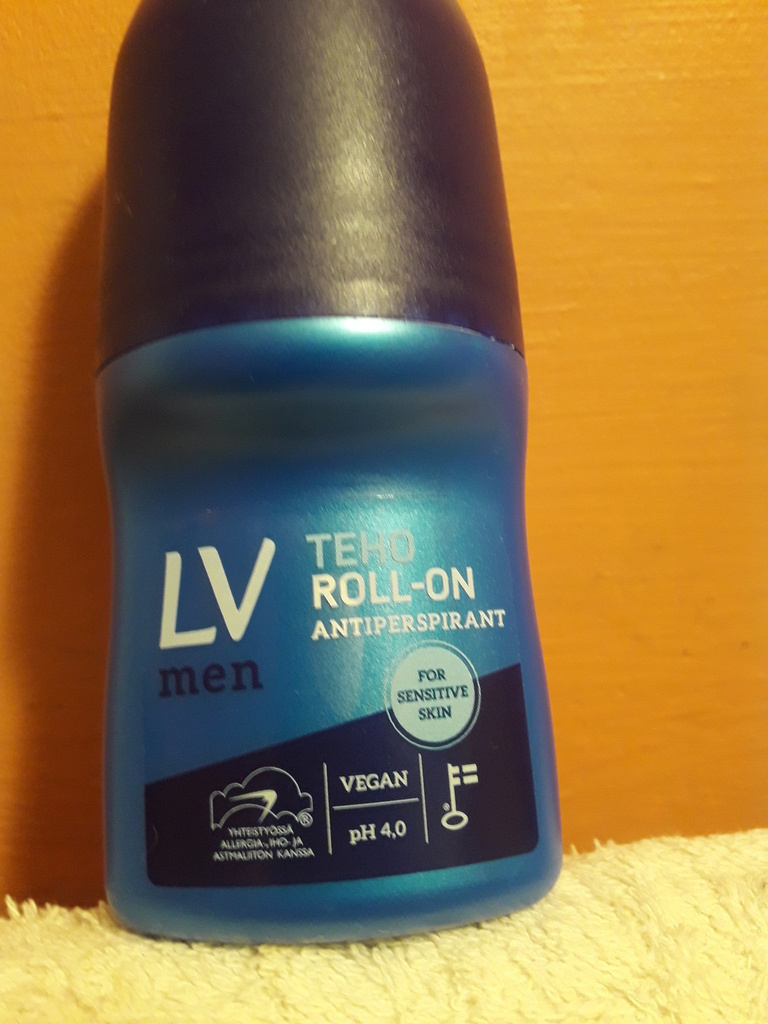 LV
men
TEHO
ROLL-ON
ANTIPERSPIRANT
FOR
SENSITIVE
SKIN
YHTEISTYÖSSÄ
ALLERGIA-, IHO- JA
ASTMALIITON KANSSA
®
VEGAN
pH 4,0
®